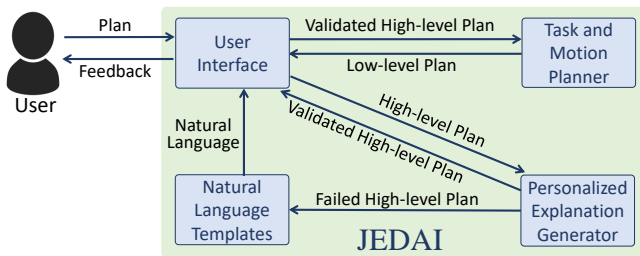 Plan
Feedback
User
User
Interface
Validated High-level Plan
Low-level Plan
Task and
Motion
Planner
High-level Plan
Validated High-level Plan
Natural
Language
Natural
Language
Templates
Failed High-level Plan
Personalized
Explanation
Generator
JEDAI